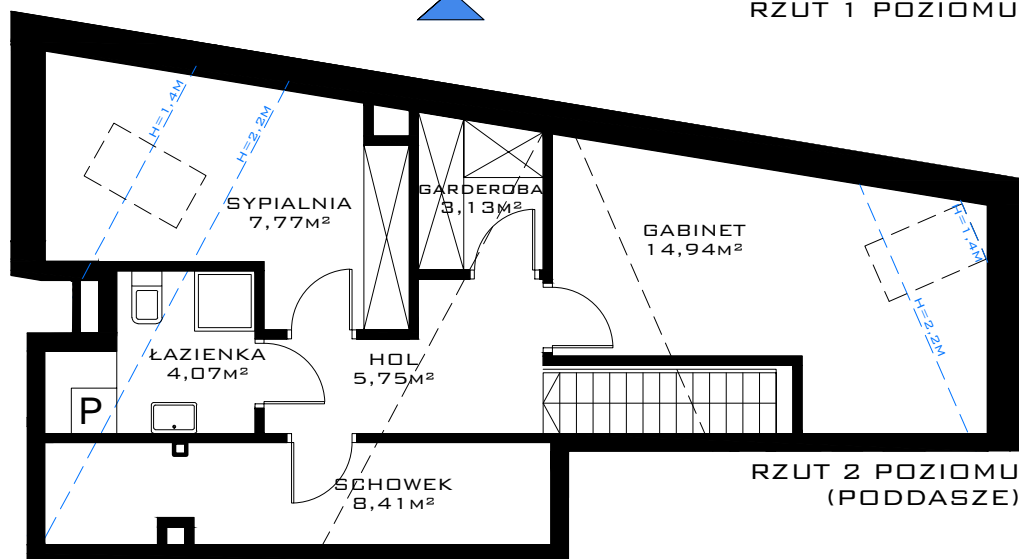 RZUT 1 POZIOMU
H=1,4M
H=2,2M
SYPIALNIA
7,77M²
GARDEROBA
3,13M²
GABINET
14,94M²
H=1,4M
H=2,2M
ŁAZIENKA
4,07M²
HOL
5,75M²
P
SCHOWEK
8,41M²
RZUT 2 POZIOMU
(PODDASZE)